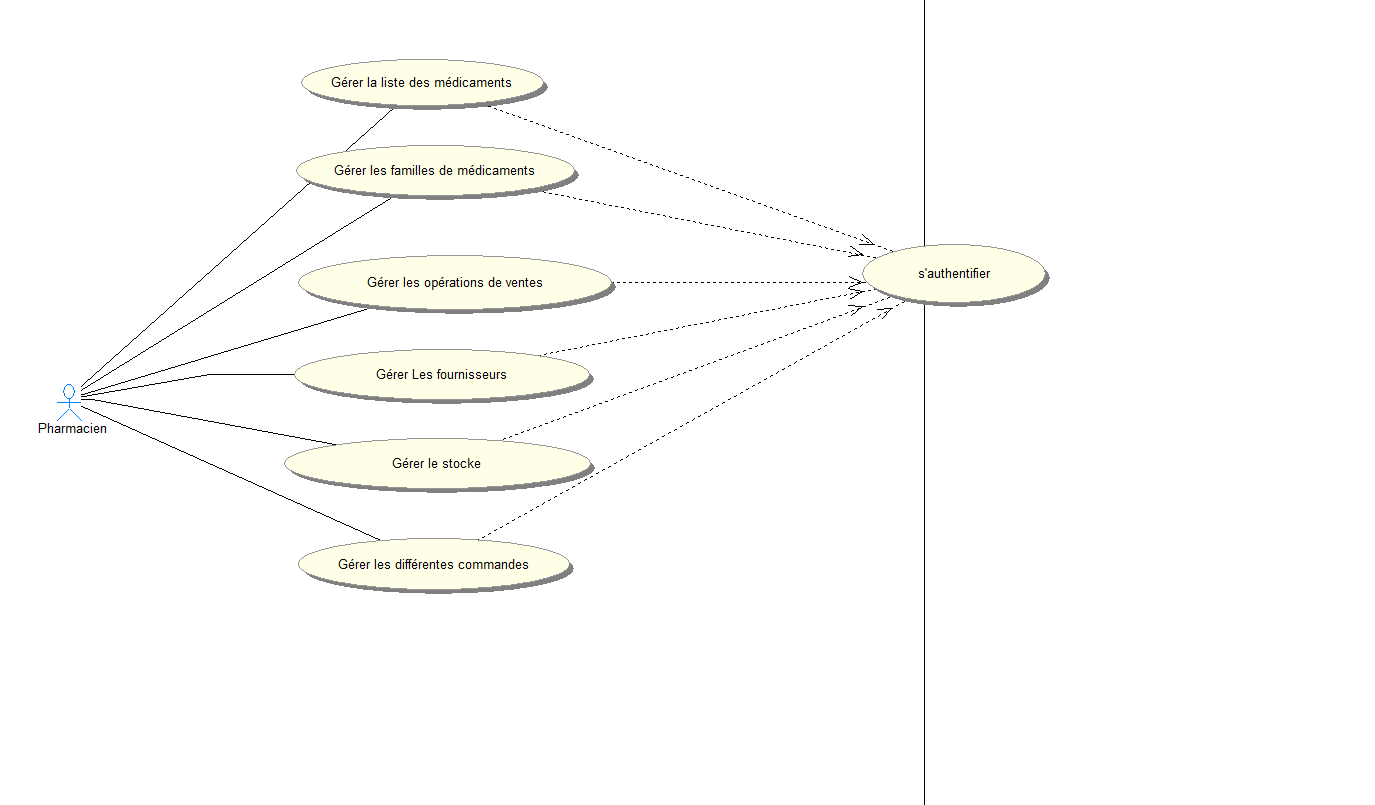 Gérer la liste des médicaments
Gérer les familles de médicaments
s'authentifier
Gérer les opérations de ventes
Gérer Les fournisseurs
Pharmacien
Gérer le stocke
Gérer les différentes commandes